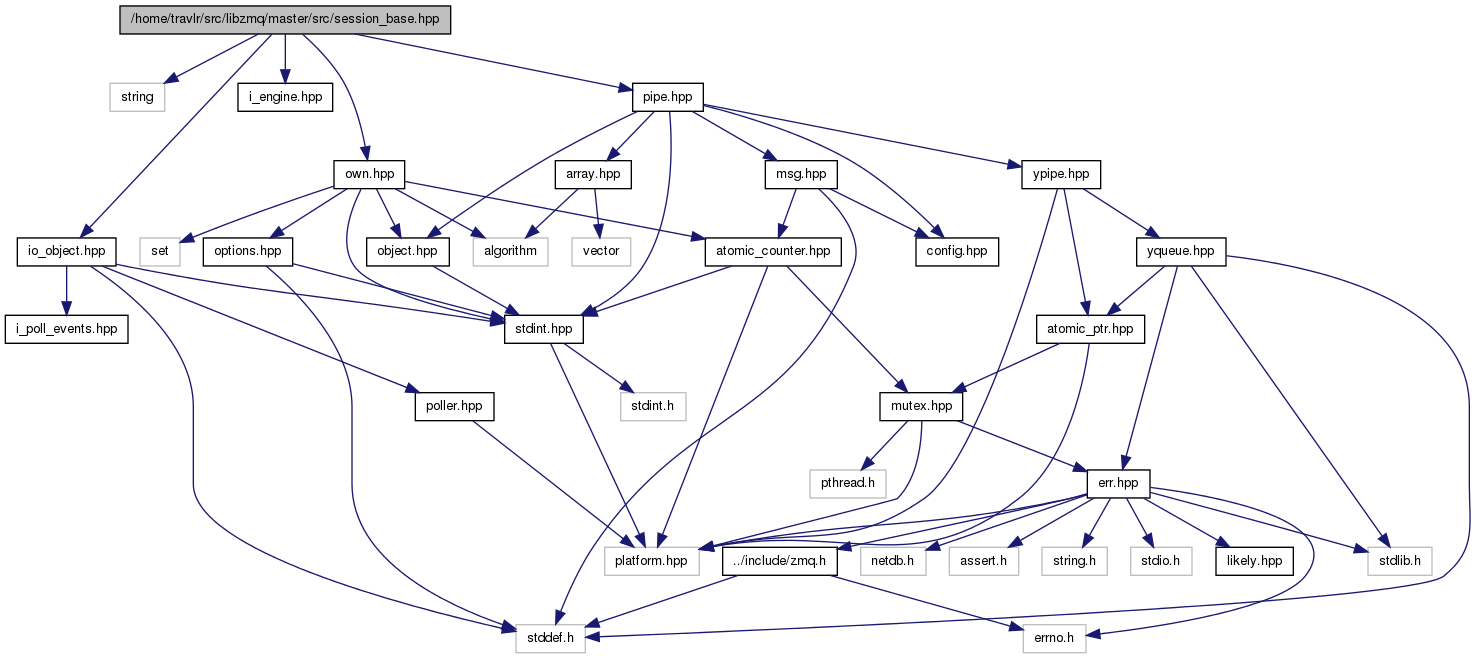 /home/travlr/src/libzmq/master/src/session_base.hpp
string
i_engine.hpp
pipe.hpp
own.hpp
array.hpp
msg.hpp
ypipe.hpp
io_object.hpp
set
options.hpp
object.hpp
algorithm
vector
atomic_counter.hpp
config.hpp
yqueue.hpp
i_poll_events.hpp
stdint.hpp
atomic_ptr.hpp
poller.hpp
stdint.h
mutex.hpp
pthread.h
err.hpp
platform.hpp
../include/zmq.h
netdb.h
assert.h
string.h
stdio.h
likely.hpp
stdlib.h
stddef.h
errno.h